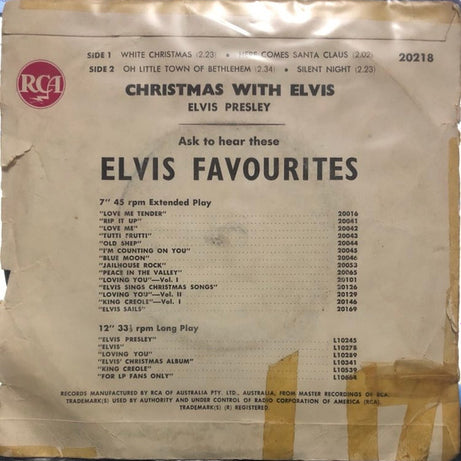 SIDE 1 WHITE CHRISTMAS (2.23) • HERE COMES SANTA CLAUS (2.02) 20218
SIDE 2 OH LITTLE TOWN OF BETHLEHEM (2.34) • SILENT NIGHT (2.23)
RCA
CHRISTMAS WITH ELVIS
ELVIS PRESLEY
Ask to hear these
ELVIS FAVOURITES
7" 45 rpm Extended Play
"LOVE ME TENDER" 20016
"RIP IT UP" 20041
"LOVE ME" 20042
"TUTTI FRUTTI" 20043
"OLD SHEP" 20044
"I'M COUNTING ON YOU" 20045
"BLUE MOON" 20046
"JAILHOUSE ROCK" 20053
"PEACE IN THE VALLEY" 20065
"LOVING YOU"—Vol. I 20101
"ELVIS SINGS CHRISTMAS SONGS" 20126
"LOVING YOU"—Vol. II 20129
"KING CREOLE"—Vol. I 20146
"ELVIS SAILS" 20169
12" 33⅓ rpm Long Play
"ELVIS PRESLEY" L10245
"ELVIS" L10278
"LOVING YOU" L10289
"ELVIS' CHRISTMAS ALBUM" L10341
"KING CREOLE" L10539
"FOR LP FANS ONLY" L10664
RECORDS MANUFACTURED BY RCA OF AUSTRALIA PTY. LTD., AUSTRALIA, FROM MASTER RECORDINGS OF RCA.
TRADEMARK(S) USED BY AUTHORITY AND UNDER CONTROL OF RADIO CORPORATION OF AMERICA (RCA).
TRADEMARK(S) (R) REGISTERED.